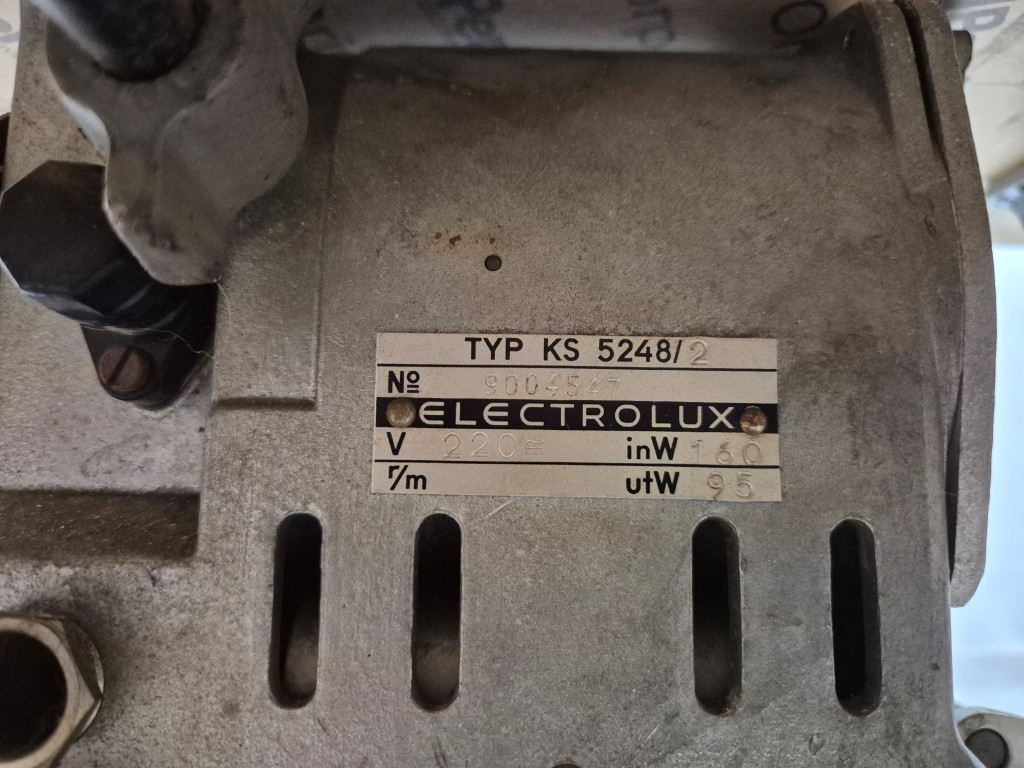 TYP KS 5248/2
Nº 9004547
ELECTROLUX
V 220≅ inW 160
r/m utW 95